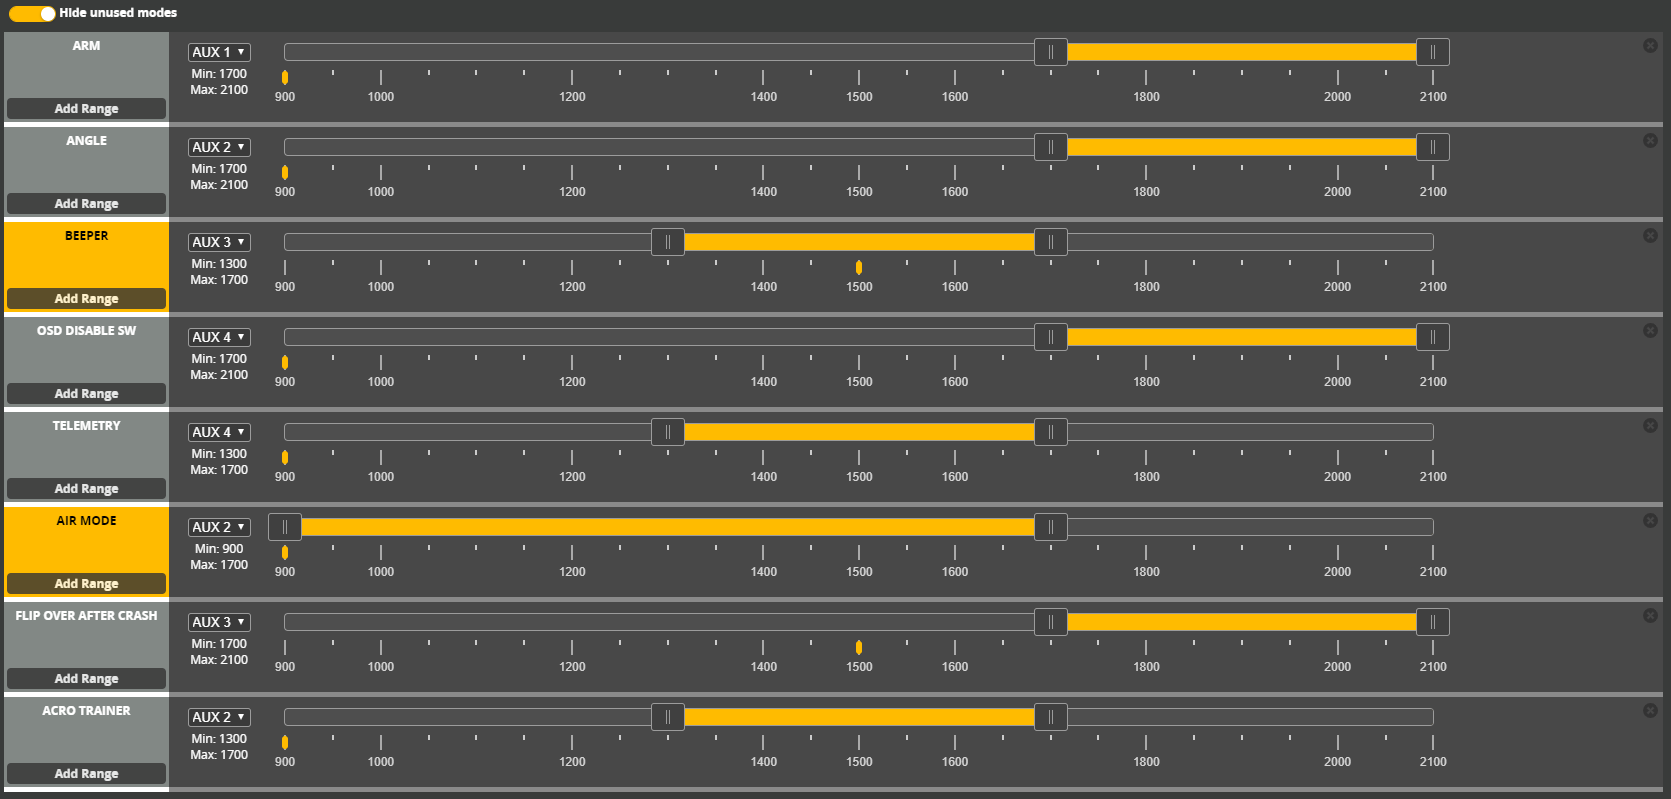 Hide unused modes
ARM
AUX 1
Min: 1700
Max: 2100
900 1000 1200 1400 1500 1600 1800 2000 2100
Add Range
ANGLE
AUX 2
Min: 1700
Max: 2100
900 1000 1200 1400 1500 1600 1800 2000 2100
Add Range
BEEPER
AUX 3
Min: 1300
Max: 1700
900 1000 1200 1400 1500 1600 1800 2000 2100
Add Range
OSD DISABLE SW
AUX 4
Min: 1700
Max: 2100
900 1000 1200 1400 1500 1600 1800 2000 2100
Add Range
TELEMETRY
AUX 4
Min: 1300
Max: 1700
900 1000 1200 1400 1500 1600 1800 2000 2100
Add Range
AIR MODE
AUX 2
Min: 900
Max: 1700
900 1000 1200 1400 1500 1600 1800 2000 2100
Add Range
FLIP OVER AFTER CRASH
AUX 3
Min: 1700
Max: 2100
900 1000 1200 1400 1500 1600 1800 2000 2100
Add Range
ACRO TRAINER
AUX 2
Min: 1300
Max: 1700
900 1000 1200 1400 1500 1600 1800 2000 2100
Add Range